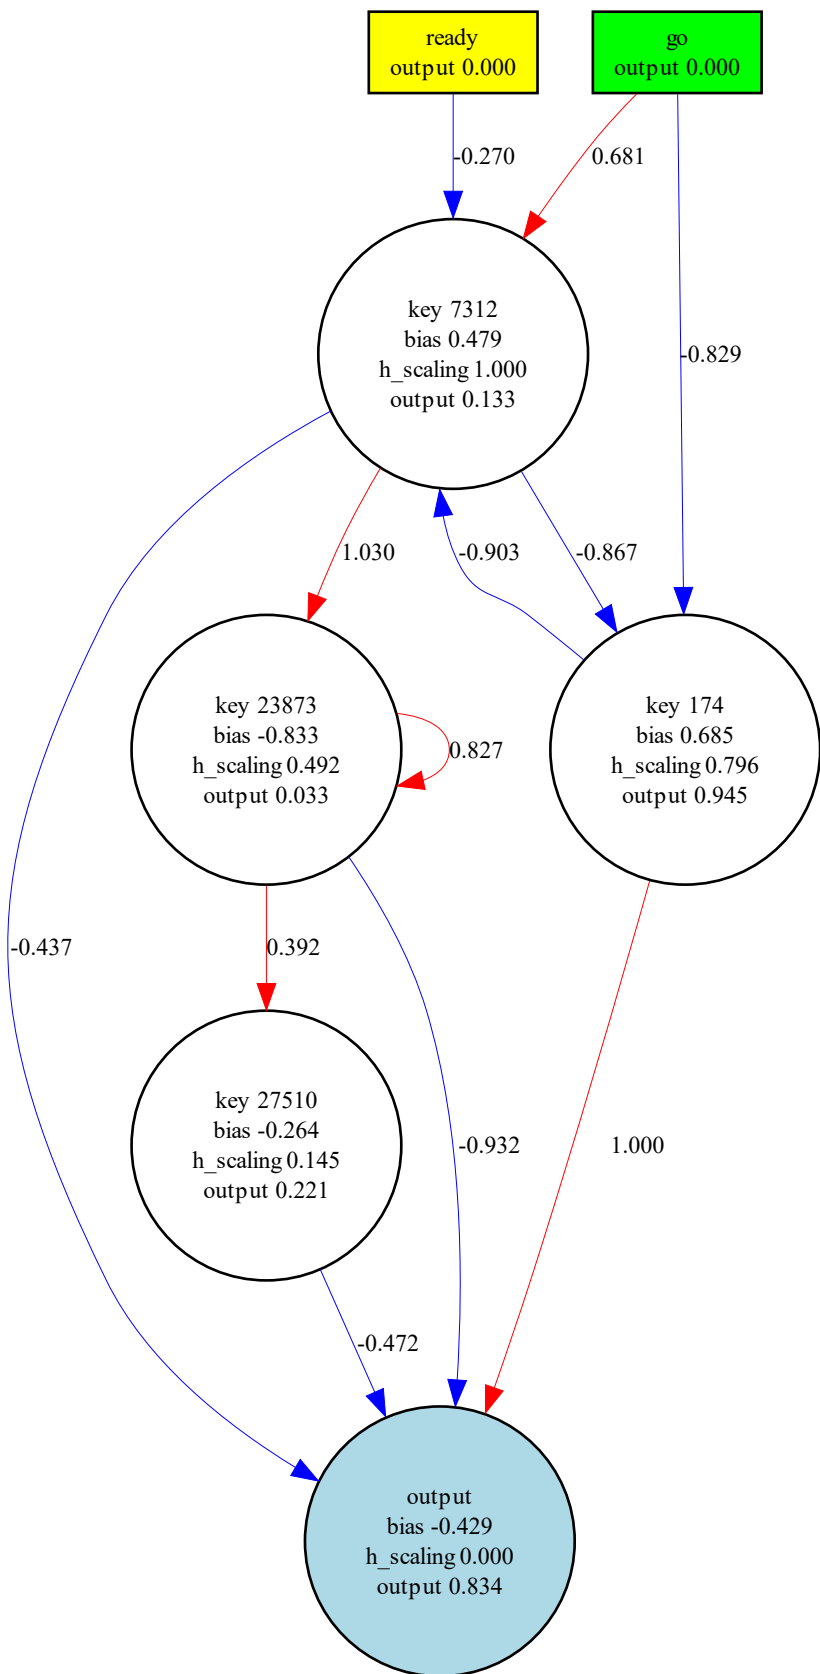 ready
output 0.000
go
output 0.000
-0.270
0.681
key 7312
bias 0.479
h_scaling 1.000
output 0.133
-0.829
1.030
-0.903
-0.867
key 23873
bias -0.833
h_scaling 0.492
output 0.033
0.827
key 174
bias 0.685
h_scaling 0.796
output 0.945
-0.437
0.392
key 27510
bias -0.264
h_scaling 0.145
output 0.221
-0.932
1.000
-0.472
output
bias -0.429
h_scaling 0.000
output 0.834